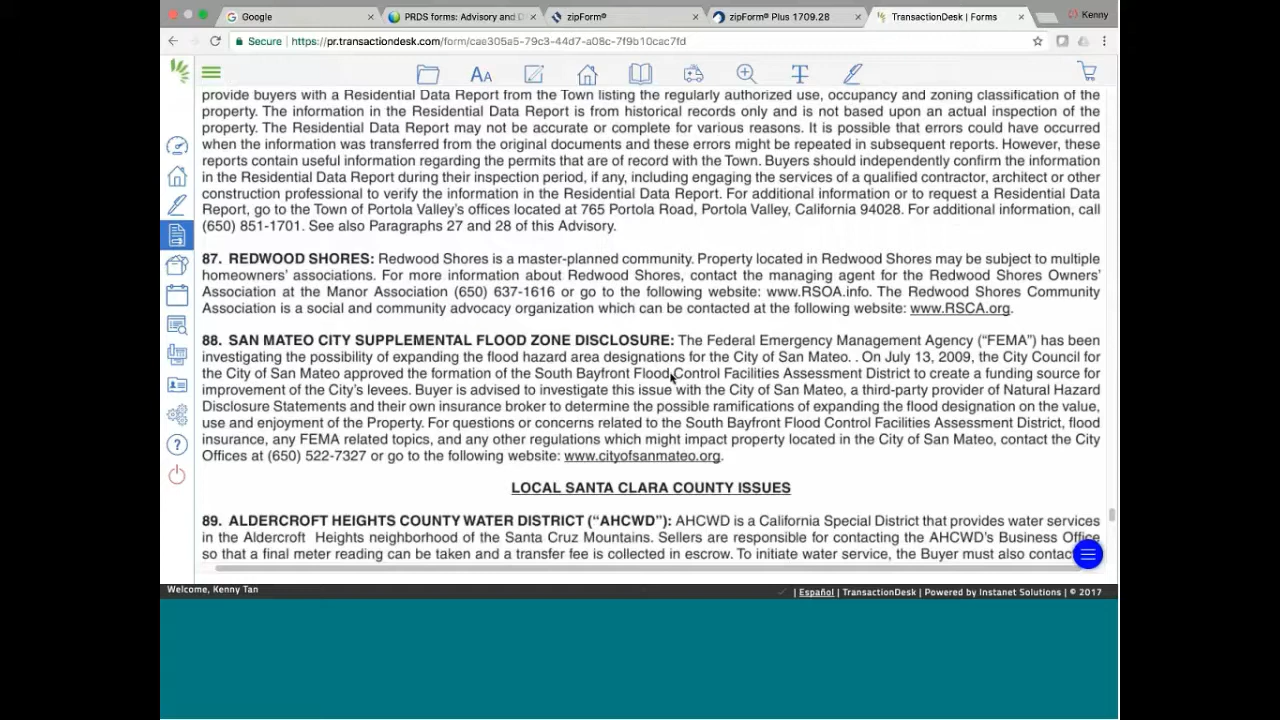 Google
PRDS forms: Advisory and D
zipForm®
zipForm® Plus 1709.28
TransactionDesk | Forms
Kenny
Secure | https://pr.transactiondesk.com/form/cae305a5-79c3-44d7-a08c-7f9b10cac7fd
provide buyers with a Residential Data Report from the Town listing the regularly authorized use, occupancy and zoning classification of the
property. The information in the Residential Data Report is from historical records only and is not based upon an actual inspection of the
property. The Residential Data Report may not be accurate or complete for various reasons. It is possible that errors could have occurred
when the information was transferred from the original documents and these errors might be repeated in subsequent reports. However, these
reports contain useful information regarding the permits that are of record with the Town. Buyers should independently confirm the information
in the Residential Data Report during their inspection period, if any, including engaging the services of a qualified contractor, architect or other
construction professional to verify the information in the Residential Data Report. For additional information or to request a Residential Data
Report, go to the Town of Portola Valley's offices located at 765 Portola Road, Portola Valley, California 94028. For additional information, call
(650) 851-1701. See also Paragraphs 27 and 28 of this Advisory.
87. REDWOOD SHORES: Redwood Shores is a master-planned community. Property located in Redwood Shores may be subject to multiple
homeowners' associations. For more information about Redwood Shores, contact the managing agent for the Redwood Shores Owners'
Association at the Manor Association (650) 637-1616 or go to the following website: www.RSOA.info. The Redwood Shores Community
Association is a social and community advocacy organization which can be contacted at the following website: www.RSCA.org.
88. SAN MATEO CITY SUPPLEMENTAL FLOOD ZONE DISCLOSURE: The Federal Emergency Management Agency ("FEMA") has been
investigating the possibility of expanding the flood hazard area designations for the City of San Mateo. . On July 13, 2009, the City Council for
the City of San Mateo approved the formation of the South Bayfront Flood Control Facilities Assessment District to create a funding source for
improvement of the City's levees. Buyer is advised to investigate this issue with the City of San Mateo, a third-party provider of Natural Hazard
Disclosure Statements and their own insurance broker to determine the possible ramifications of expanding the flood designation on the value,
use and enjoyment of the Property. For questions or concerns related to the South Bayfront Flood Control Facilities Assessment District, flood
insurance, any FEMA related topics, and any other regulations which might impact property located in the City of San Mateo, contact the City
Offices at (650) 522-7327 or go to the following website: www.cityofsanmateo.org.
LOCAL SANTA CLARA COUNTY ISSUES
89. ALDERCROFT HEIGHTS COUNTY WATER DISTRICT ("AHCWD"): AHCWD is a California Special District that provides water services
in the Aldercroft Heights neighborhood of the Santa Cruz Mountains. Sellers are responsible for contacting the AHCWD's Business Office
so that a final meter reading can be taken and a transfer fee is collected in escrow. To initiate water service, the Buyer must also contac
Welcome, Kenny Tan
| Español | TransactionDesk | Powered by Instanet Solutions | © 2017